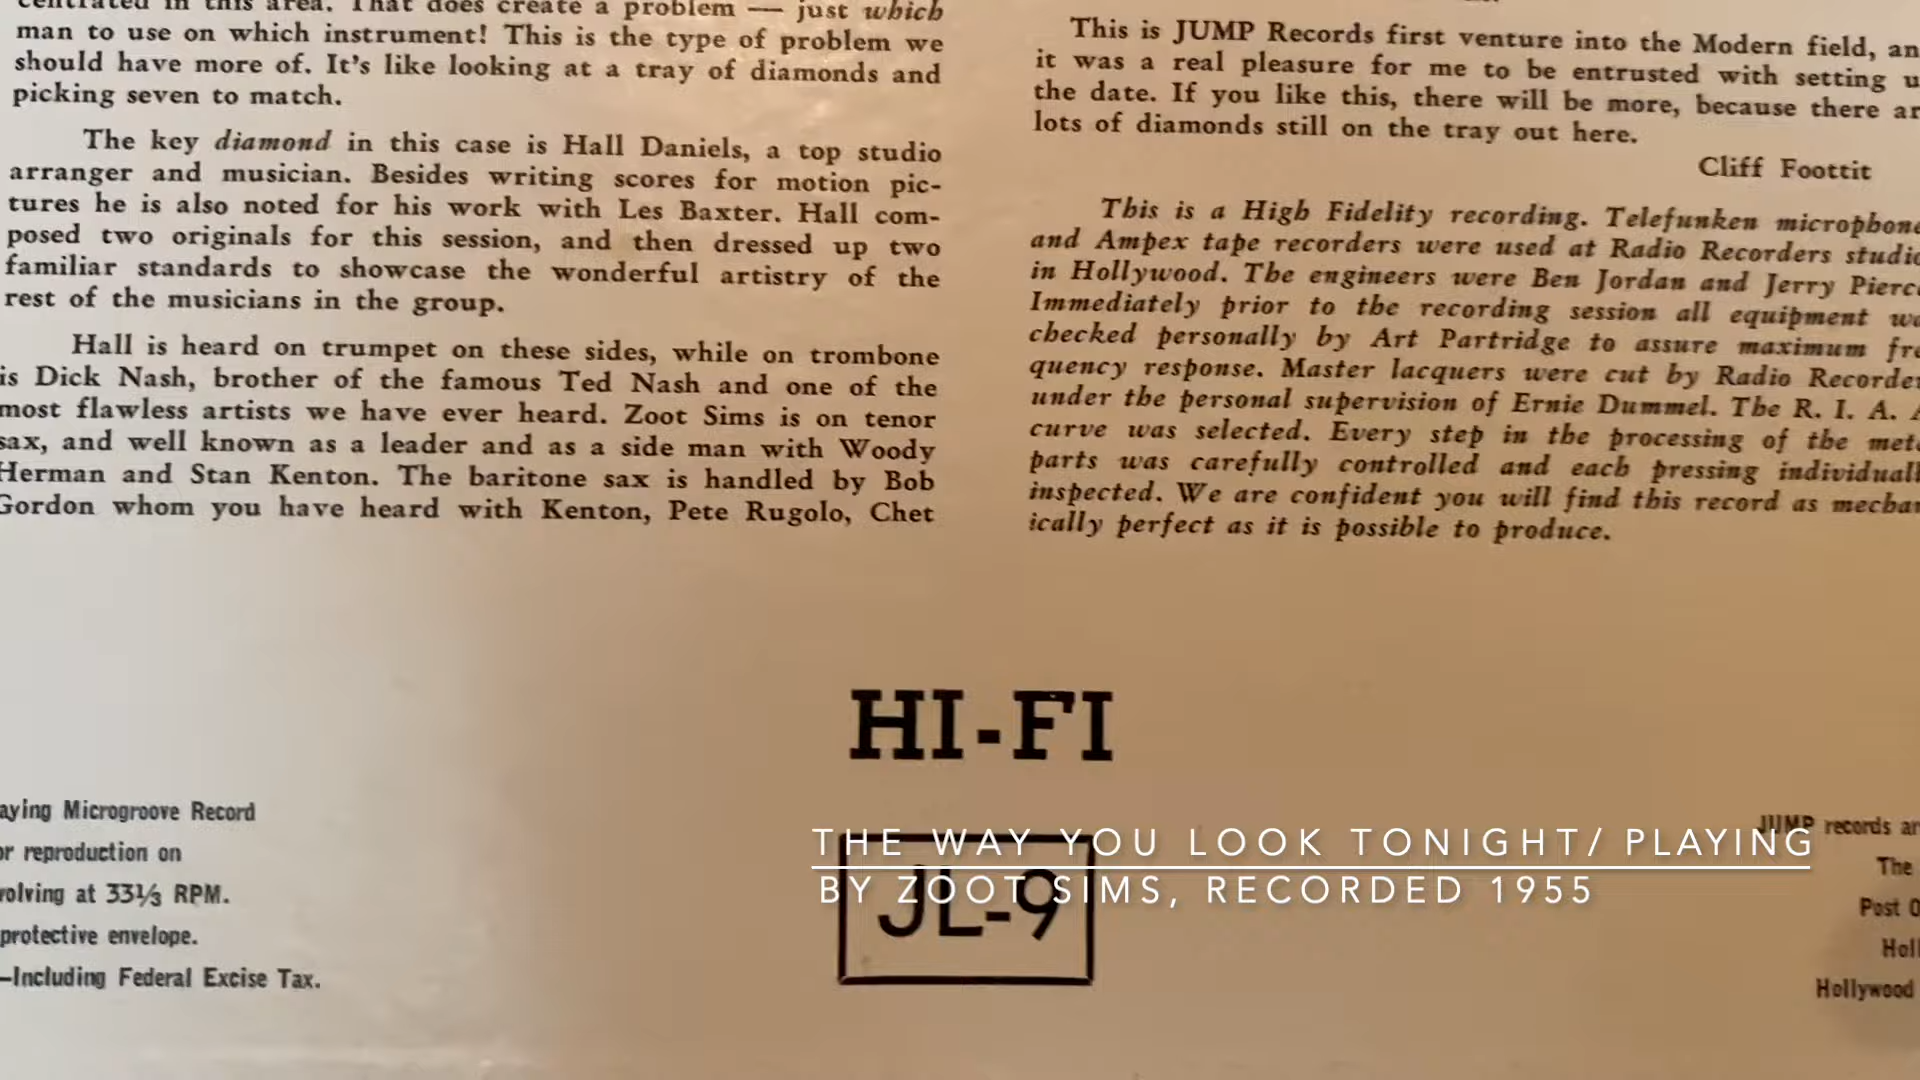 centrated in this area. That does create a problem — just which
man to use on which instrument! This is the type of problem we
should have more of. It's like looking at a tray of diamonds and
picking seven to match.
The key diamond in this case is Hall Daniels, a top studio
arranger and musician. Besides writing scores for motion pic-
tures he is also noted for his work with Les Baxter. Hall com-
posed two originals for this session, and then dressed up two
familiar standards to showcase the wonderful artistry of the
rest of the musicians in the group.
Hall is heard on trumpet on these sides, while on trombone
is Dick Nash, brother of the famous Ted Nash and one of the
most flawless artists we have ever heard. Zoot Sims is on tenor
sax, and well known as a leader and as a side man with Woody
Herman and Stan Kenton. The baritone sax is handled by Bob
Gordon whom you have heard with Kenton, Pete Rugolo, Chet
This is JUMP Records first venture into the Modern field, an
it was a real pleasure for me to be entrusted with setting u
the date. If you like this, there will be more, because there ar
lots of diamonds still on the tray out here.
Cliff Foottit
This is a High Fidelity recording. Telefunken microphone
and Ampex tape recorders were used at Radio Recorders studio
in Hollywood. The engineers were Ben Jordan and Jerry Pierc
Immediately prior to the recording session all equipment wa
checked personally by Art Partridge to assure maximum fre
quency response. Master lacquers were cut by Radio Recorder
under the personal supervision of Ernie Dummel. The R. I. A. A
curve was selected. Every step in the processing of the meta
parts was carefully controlled and each pressing individuall
inspected. We are confident you will find this record as mechan
ically perfect as it is possible to produce.
HI-FI
JL-9
THE WAY YOU LOOK TONIGHT/ PLAYING
BY ZOOT SIMS, RECORDED 1955
aying Microgroove Record
or reproduction on
volving at 33⅓ RPM.
protective envelope.
—Including Federal Excise Tax.
JUMP records ar
The
Post O
Holl
Hollywood